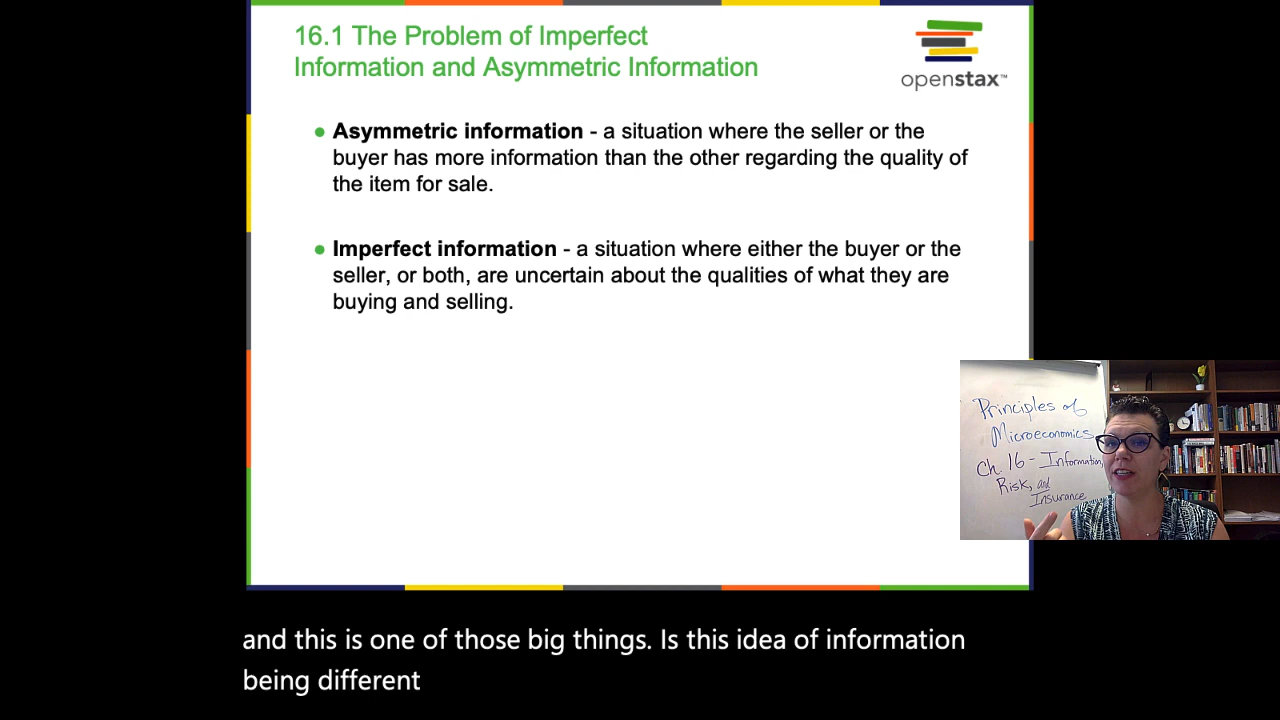 16.1 The Problem of Imperfect
Information and Asymmetric Information
openstax™
● Asymmetric information - a situation where the seller or the
buyer has more information than the other regarding the quality of
the item for sale.
● Imperfect information - a situation where either the buyer or the
seller, or both, are uncertain about the qualities of what they are
buying and selling.
Principles of
Microeconomics
Ch. 16 - Information,
Risk, and
Insurance
and this is one of those big things. Is this idea of information
being different